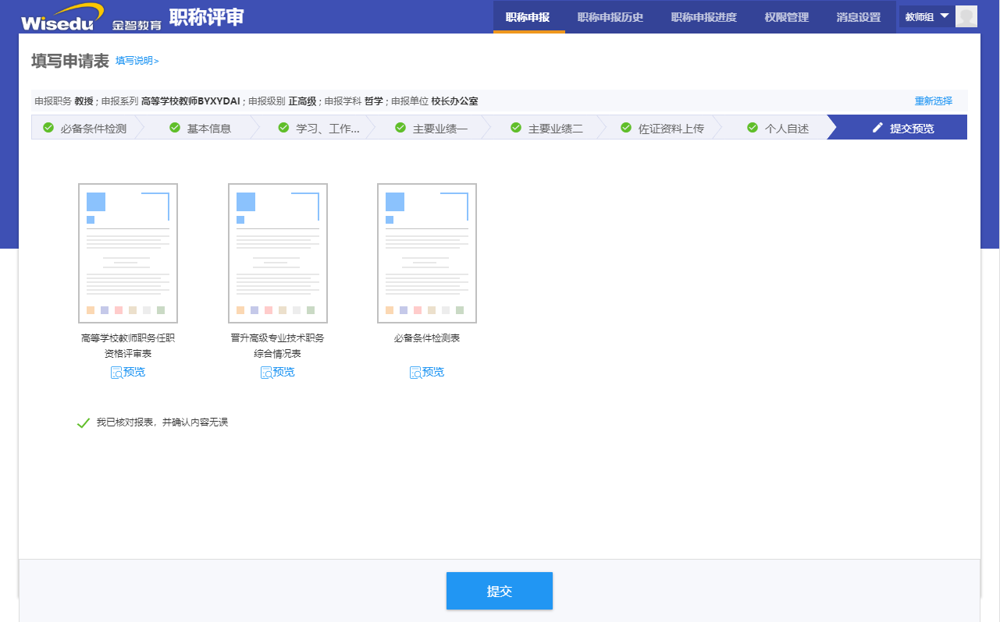 Wisedu 金智教育 职称评审 职称申报 职称申报历史 职称申报进度 权限管理 消息设置 教师组
填写申请表 填写说明>
申报职务 教授 ; 申报系列 高等学校教师BYXYDAI ; 申报级别 正高级 ; 申报学科 哲学 ; 申报单位 校长办公室 重新选择
必备条件检测 基本信息 学习、工作... 主要业绩一 主要业绩二 佐证资料上传 个人自述 提交预览
高等学校教师职务任职
资格评审表
预览
晋升高级专业技术职务
综合情况表
预览
必备条件检测表
预览
我已核对报表，并确认内容无误
提交